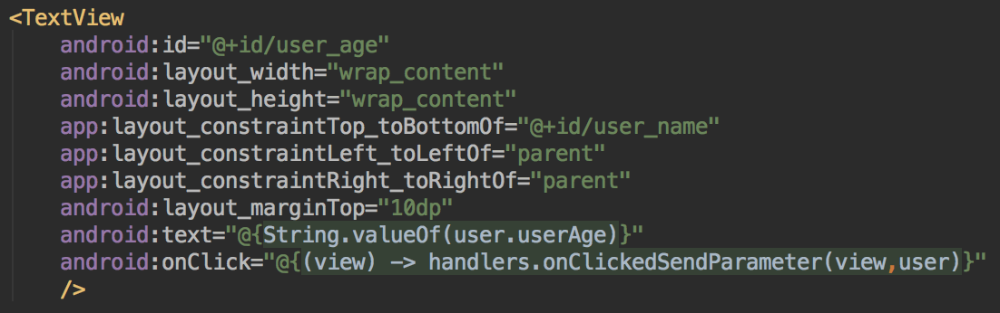 <TextView
android:id="@+id/user_age"
android:layout_width="wrap_content"
android:layout_height="wrap_content"
app:layout_constraintTop_toBottomOf="@+id/user_name"
app:layout_constraintLeft_toLeftOf="parent"
app:layout_constraintRight_toRightOf="parent"
android:layout_marginTop="10dp"
android:text="@{String.valueOf(user.userAge)}"
android:onClick="@{(view) -> handlers.onClickedSendParameter(view,user)}"
/>